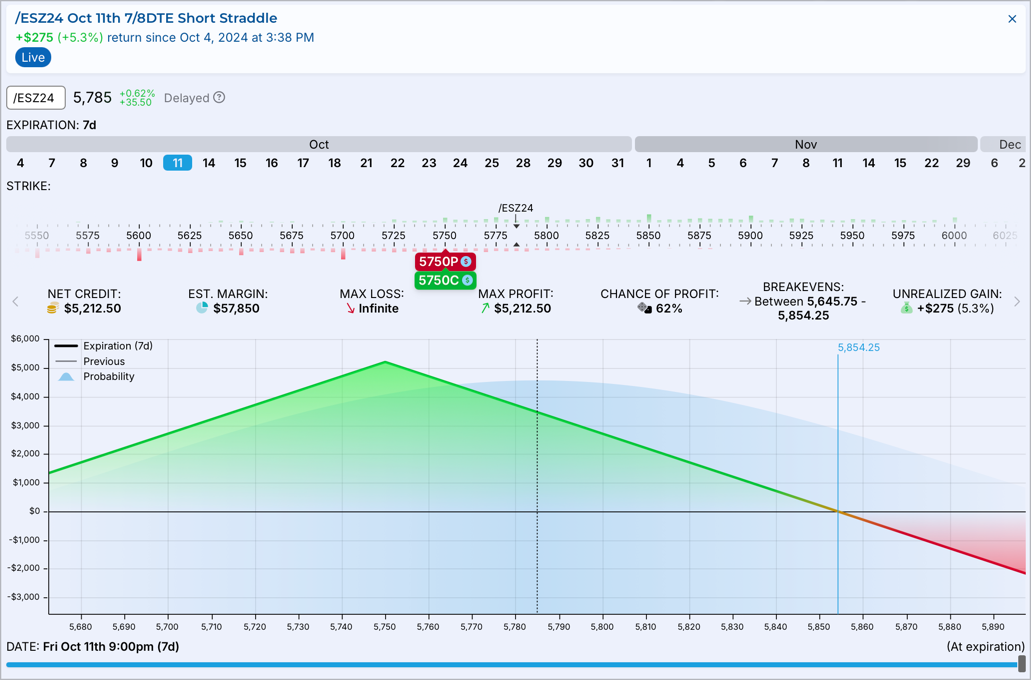 /ESZ24 Oct 11th 7/8DTE Short Straddle
+$275 (+5.3%) return since Oct 4, 2024 at 3:38 PM
Live
/ESZ24 5,785 +0.62% +35.50 Delayed
EXPIRATION: 7d
Oct Nov Dec
4 7 8 9 10 11 14 15 16 17 18 21 22 23 24 25 28 29 30 31 1 4 5 6 7 8 11 14 15 22 29 6 2
STRIKE:
/ESZ24
5550 5575 5600 5625 5650 5675 5700 5725 5750 5775 5800 5825 5850 5875 5900 5925 5950 5975 6000 6025
5750P $
5750C $
NET CREDIT: EST. MARGIN: MAX LOSS: MAX PROFIT: CHANCE OF PROFIT: BREAKEVENS: UNREALIZED GAIN:
$5,212.50 $57,850 Infinite $5,212.50 62% Between 5,645.75 - +$275 (5.3%)
5,854.25
$6,000
Expiration (7d)
5,854.25
Previous
$5,000
Probability
$4,000
$3,000
$2,000
$1,000
$0
-$1,000
-$2,000
-$3,000
5,680 5,690 5,700 5,710 5,720 5,730 5,740 5,750 5,760 5,770 5,780 5,790 5,800 5,810 5,820 5,830 5,840 5,850 5,860 5,870 5,880 5,890
DATE: Fri Oct 11th 9:00pm (7d) (At expiration)